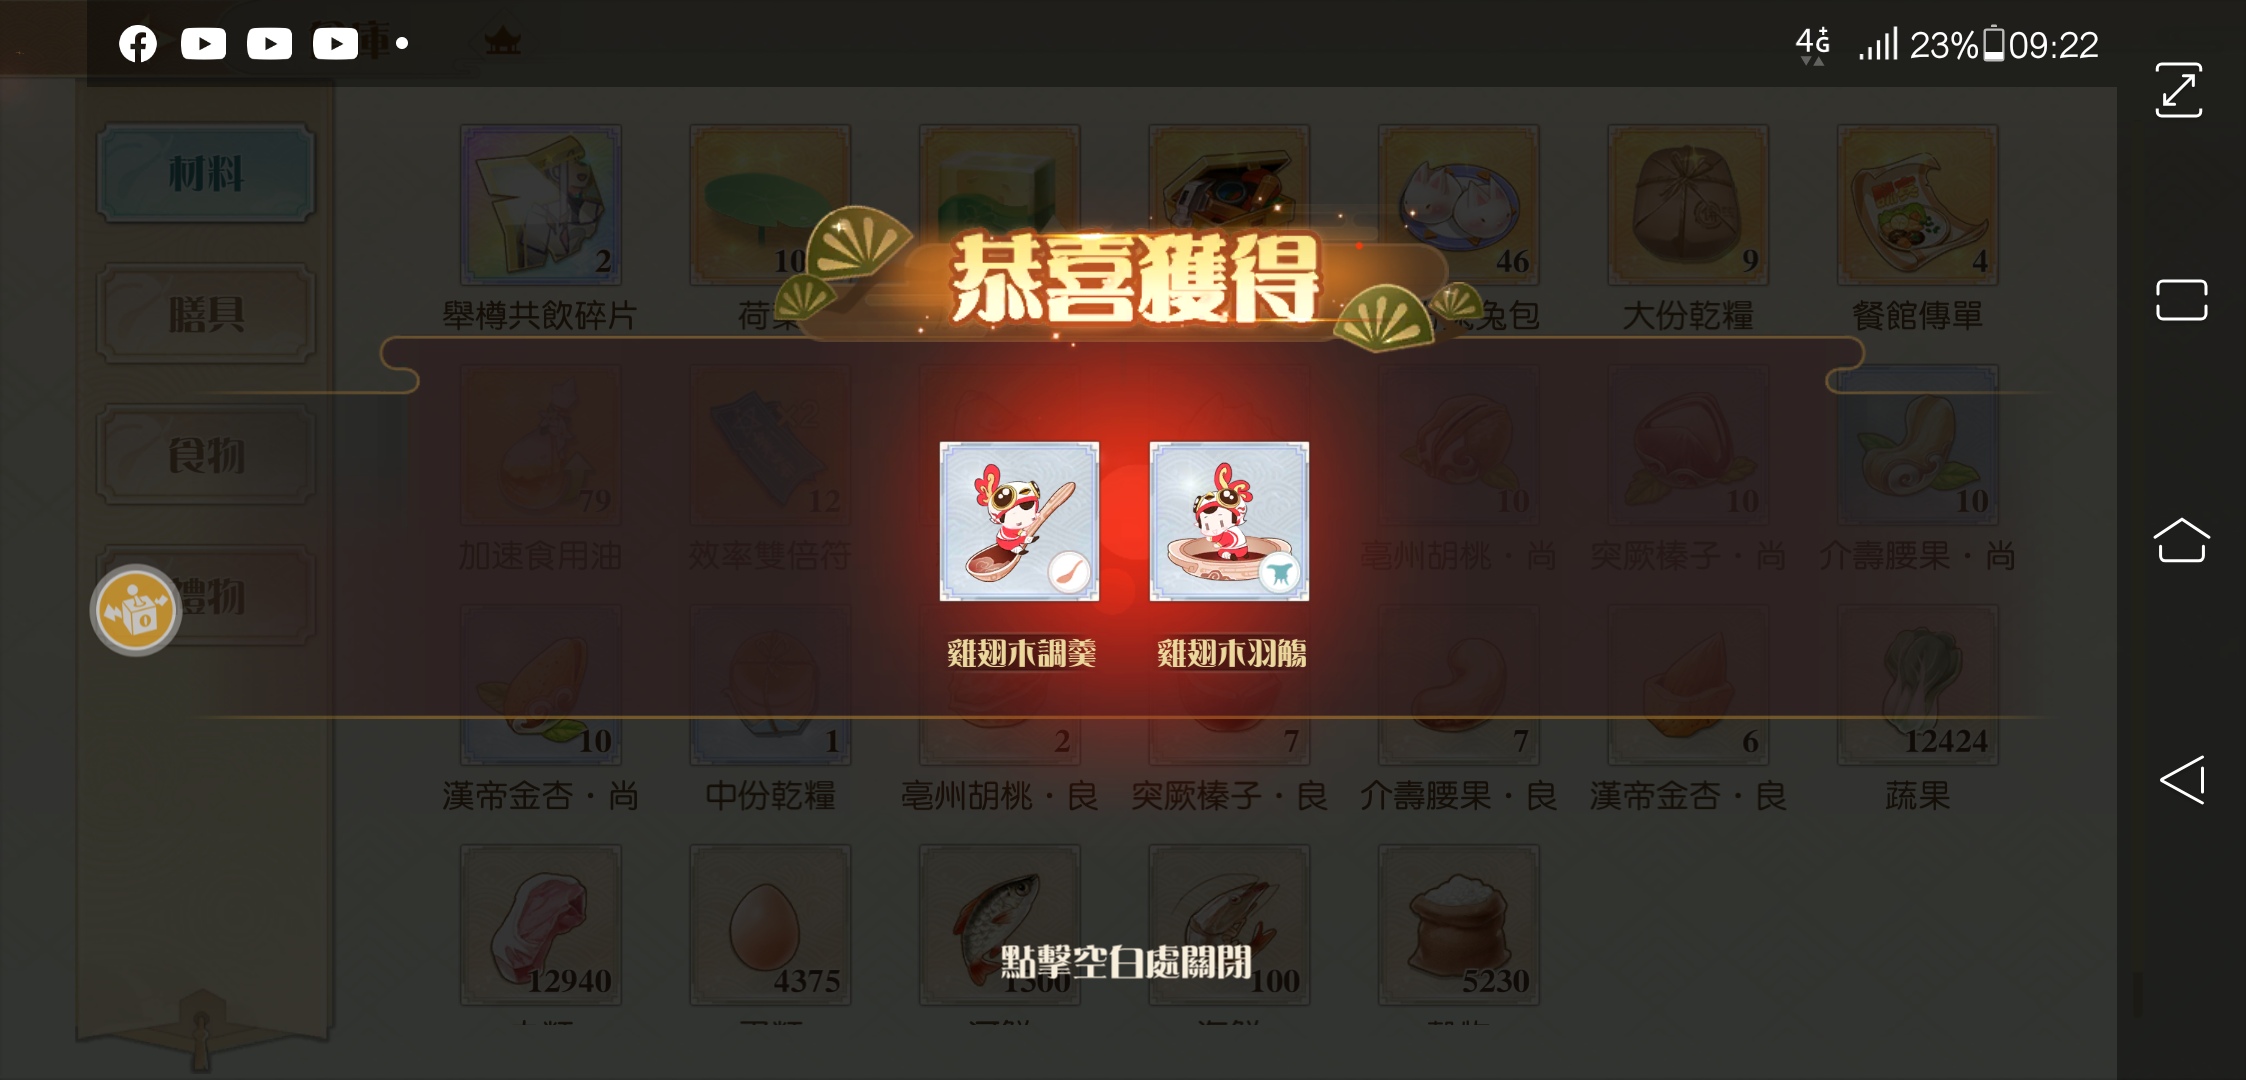 23% 09:22
材料
膳具
食物
禮物
2
10
46
9
4
舉樽共飲碎片
兔包
大份乾糧
餐館傳單
恭喜獲得
79
×2
12
10
10
10
加速食用油
效率雙倍符
亳州胡桃·尚
突厥榛子·尚
介壽腰果·尚
雞翅木調羹
雞翅木羽觴
10
1
2
7
7
6
12424
漢帝金杏·尚
中份乾糧
亳州胡桃·良
突厥榛子·良
介壽腰果·良
漢帝金杏·良
蔬果
12940
4375
100
5230
點擊空白處關閉